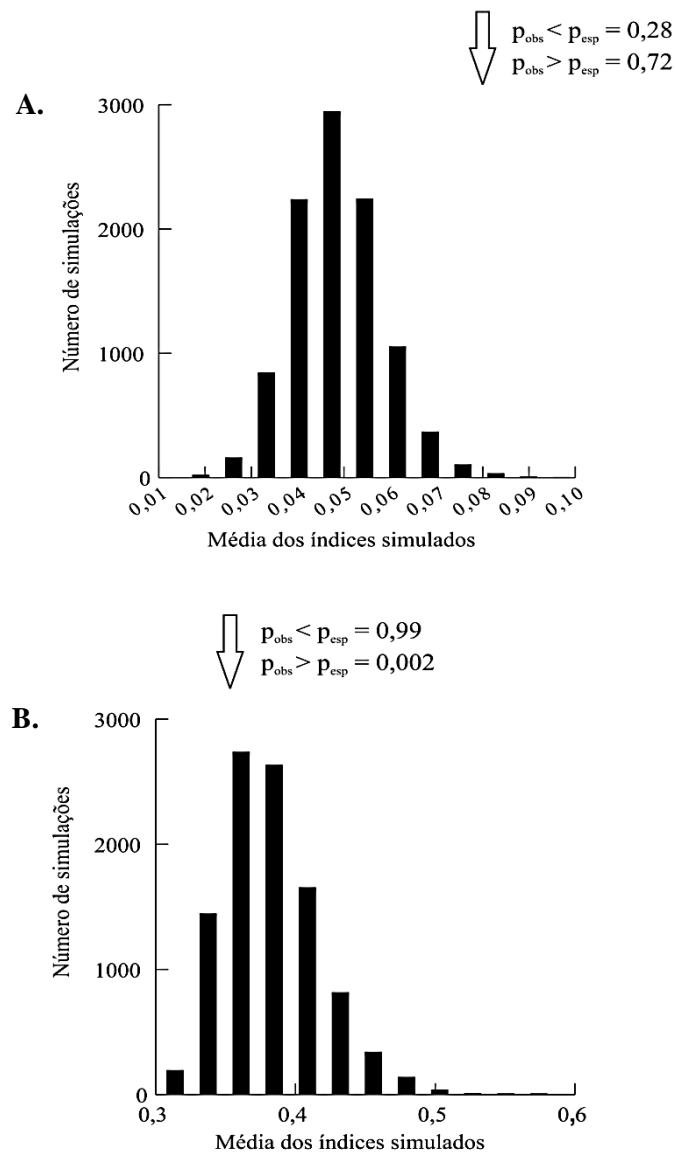 p_obs < p_esp = 0,28
p_obs > p_esp = 0,72
A.
Número de simulações
3000
2000
1000
0
0,01 0,02 0,03 0,04 0,05 0,06 0,07 0,08 0,09 0,10
Média dos índices simulados
p_obs < p_esp = 0,99
p_obs > p_esp = 0,002
B.
Número de simulações
3000
2000
1000
0
0,3 0,4 0,5 0,6
Média dos índices simulados